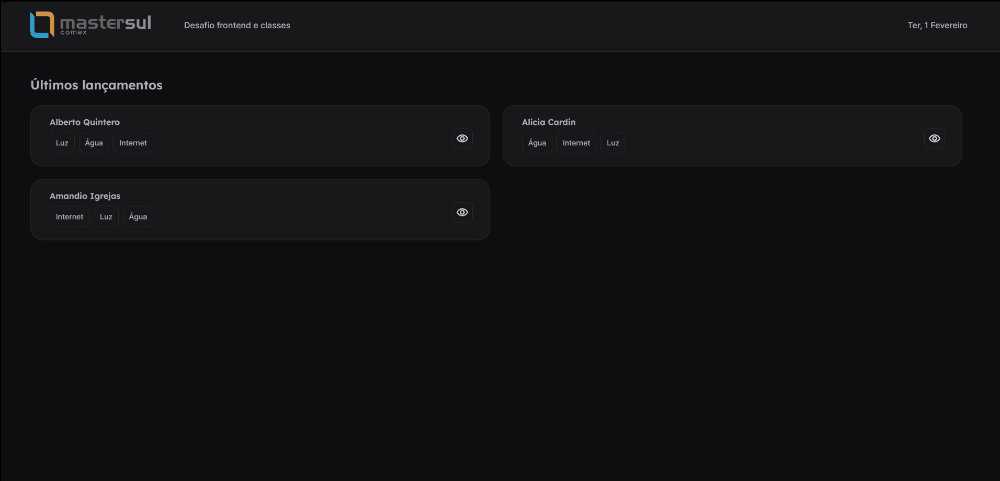 mastersul
comex
Desafio frontend e classes
Ter, 1 Fevereiro
Últimos lançamentos
Alberto Quintero
Luz Água Internet
Alicia Cardin
Água Internet Luz
Amandio Igrejas
Internet Luz Água